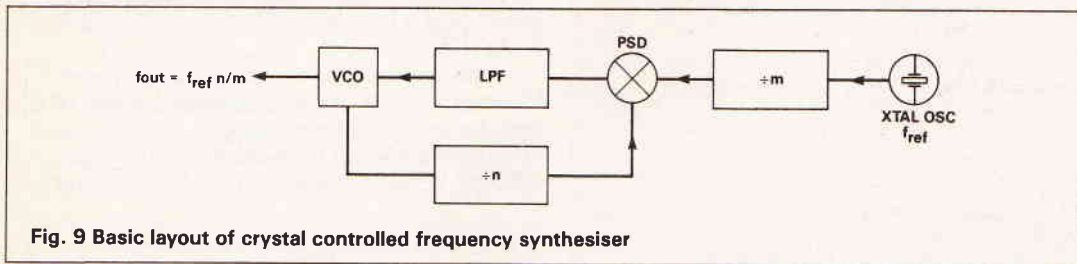 PSD
fout = fref n/m
VCO
LPF
÷m
XTAL OSC
fref
÷n
Fig. 9 Basic layout of crystal controlled frequency synthesiser